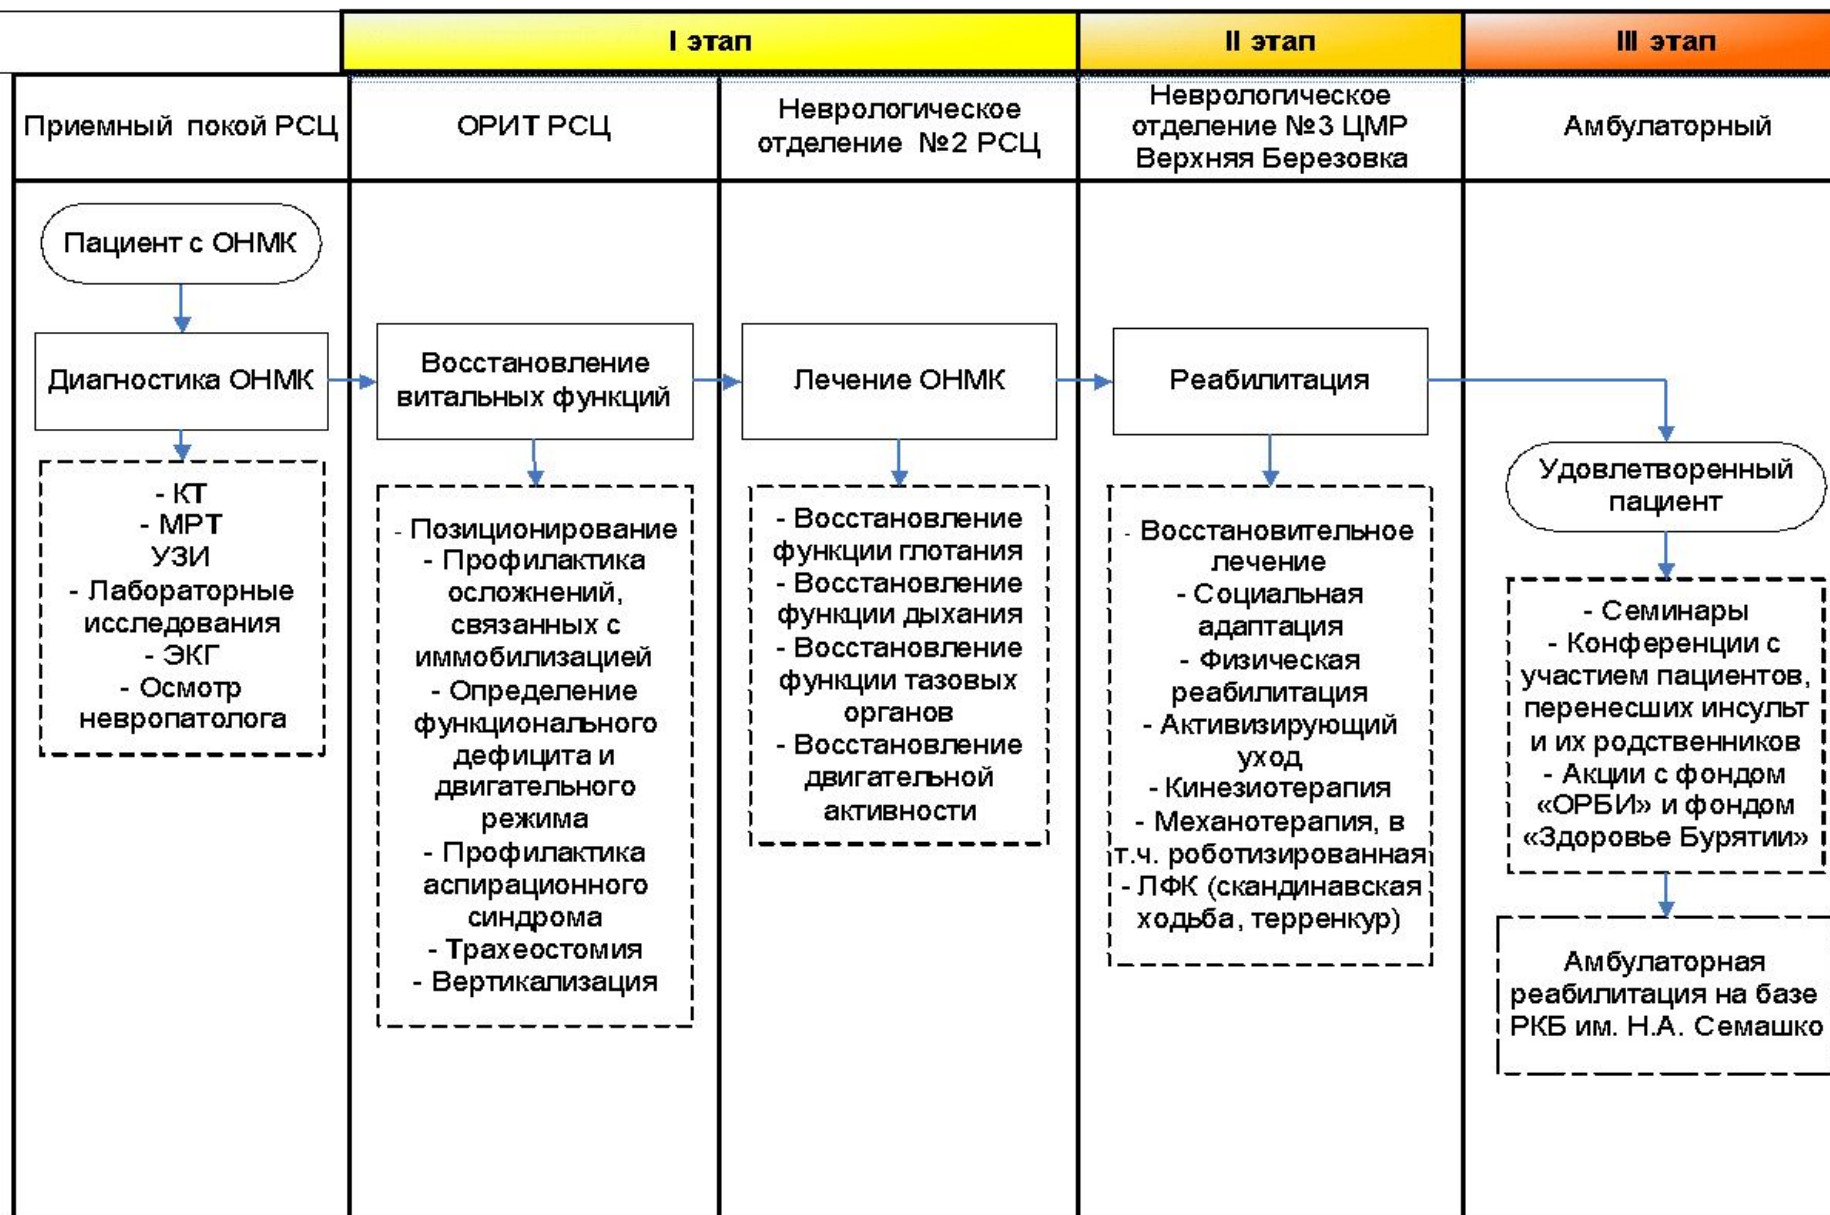 I этап
II этап
III этап
Приемный покой РСЦ
ОРИТ РСЦ
Неврологическое
отделение №2 РСЦ
Неврологическое
отделение №3 ЦМР
Верхняя Березовка
Амбулаторный
Пациент с ОНМК
Диагностика ОНМК
- КТ
- МРТ
УЗИ
- Лабораторные
исследования
- ЭКГ
- Осмотр
невропатолога
Восстановление
витальных функций
- Позиционирование
- Профилактика
осложнений,
связанных с
иммобилизацией
- Определение
функционального
дефицита и
двигательного
режима
- Профилактика
аспирационного
синдрома
- Трахеостомия
- Вертикализация
Лечение ОНМК
- Восстановление
функции глотания
- Восстановление
функции дыхания
- Восстановление
функции тазовых
органов
- Восстановление
двигательной
активности
Реабилитация
- Восстановительное
лечение
- Социальная
адаптация
- Физическая
реабилитация
- Активизирующий
уход
- Кинезиотерапия
- Механотерапия, в
т.ч. роботизированная
- ЛФК (скандинавская
ходьба, терренкур)
Удовлетворенный
пациент
- Семинары
- Конференции с
участием пациентов,
перенесших инсульт
и их родственников
- Акции с фондом
«ОРБИ» и фондом
«Здоровье Бурятии»
Амбулаторная
реабилитация на базе
РКБ им. Н.А. Семашко